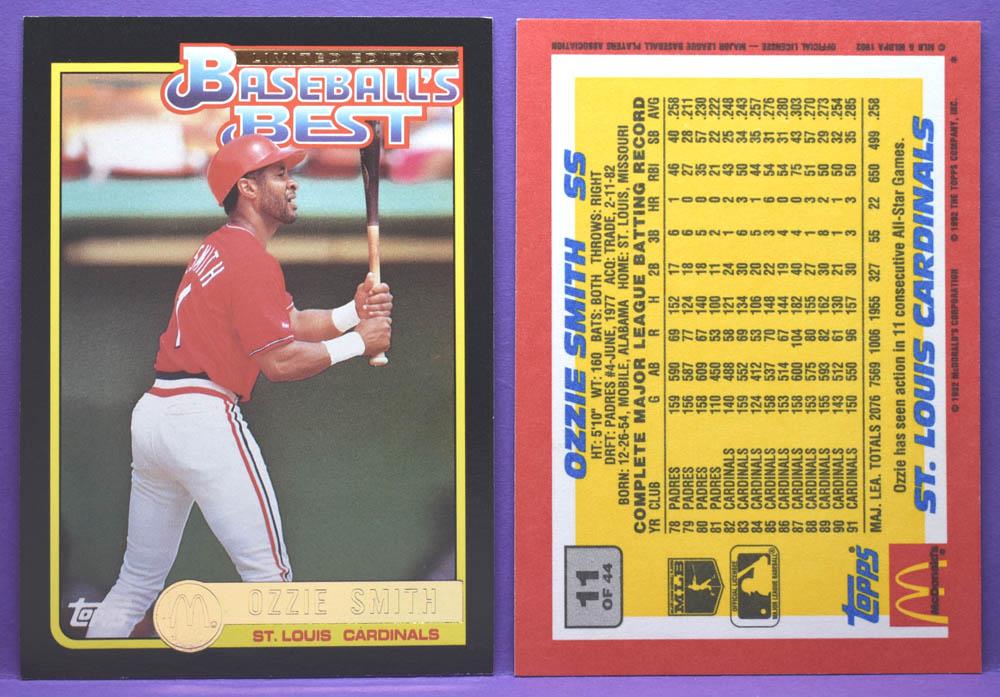 LIMITED EDITION
BASEBALL'S
BEST
SMITH
1
Topps
M
OZZIE SMITH
ST. LOUIS CARDINALS
11
OF 44
OZZIE SMITH SS
HT: 5'10" WT: 160 BATS: BOTH THROWS: RIGHT
DRFT: PADRES #4-JUNE, 1977 ACQ: TRADE, 2-11-82
BORN: 12-26-54, MOBILE, ALABAMA HOME: ST. LOUIS, MISSOURI
COMPLETE MAJOR LEAGUE BATTING RECORD
YR CLUB G AB R H 2B 3B HR RBI SB AVG
78 PADRES 159 590 69 152 17 6 1 46 40 .258
79 PADRES 156 587 77 124 18 6 0 27 28 .211
80 PADRES 158 609 67 140 18 5 0 35 57 .230
81 PADRES 110 450 53 100 11 2 0 21 22 .222
82 CARDINALS 140 488 58 121 24 1 2 43 25 .248
83 CARDINALS 159 552 69 134 30 6 3 50 34 .243
84 CARDINALS 124 412 53 106 20 5 1 44 35 .257
85 CARDINALS 158 537 70 148 22 3 6 54 31 .276
86 CARDINALS 153 514 67 144 19 4 0 54 31 .280
87 CARDINALS 158 600 104 182 40 4 0 75 43 .303
88 CARDINALS 153 575 80 155 27 1 3 51 57 .270
89 CARDINALS 155 593 82 162 30 8 2 50 29 .273
90 CARDINALS 143 512 61 130 21 1 1 50 32 .254
91 CARDINALS 150 550 96 157 30 3 3 50 35 .285
MAJ. LEA. TOTALS 2076 7569 1006 1955 327 55 22 650 499 .258
Ozzie has seen action in 11 consecutive All-Star Games.
ST. LOUIS CARDINALS
MLB
OFFICIAL LICENSEE
MAJOR LEAGUE BASEBALL®
Topps
McDonald's
© 1992 McDONALD'S CORPORATION © 1992 THE TOPPS COMPANY, INC.
OFFICIAL LICENSEE — MAJOR LEAGUE BASEBALL PLAYERS ASSOCIATION
© MLB & MLBPA 1992